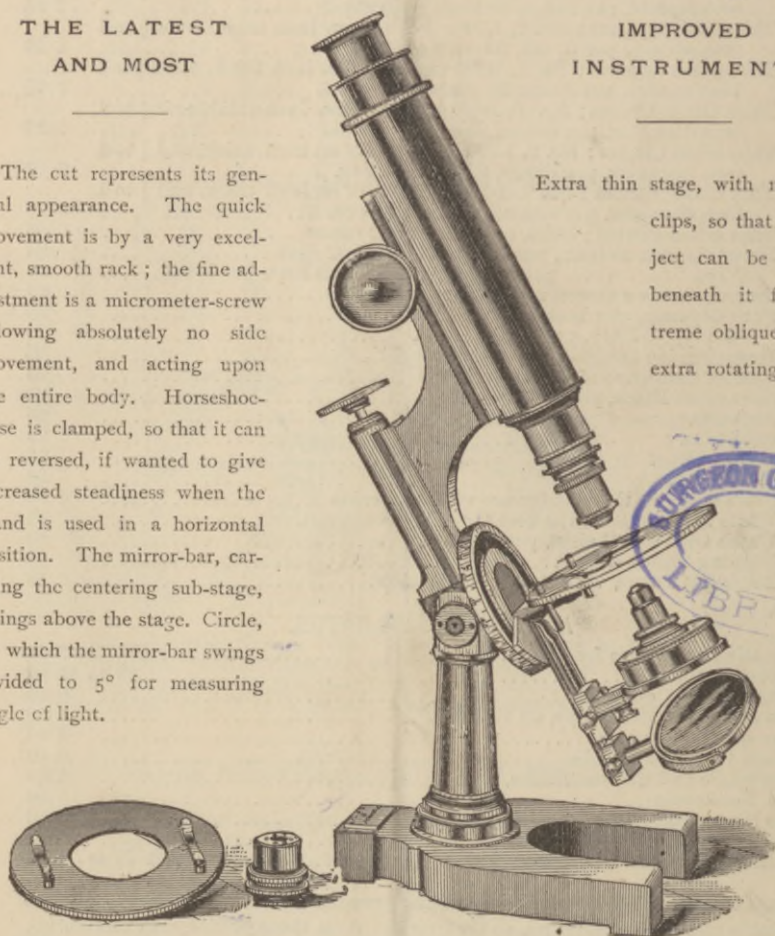 THE LATEST
AND MOST
IMPROVED
INSTRUMENT
The cut represents its gen-
al appearance. The quick
ovement is by a very excel-
nt, smooth rack ; the fine ad-
stment is a micrometer-screw
lowing absolutely no side
ovement, and acting upon
e entire body. Horseshoe-
se is clamped, so that it can
reversed, if wanted to give
creased steadiness when the
and is used in a horizontal
sition. The mirror-bar, car-
ing the centering sub-stage,
ings above the stage. Circle,
which the mirror-bar swings
vided to 5° for measuring
gle of light.
Extra thin stage, with
clips, so that
ject can be
beneath it f
treme oblique
extra rotating
SURGEON
LIBR